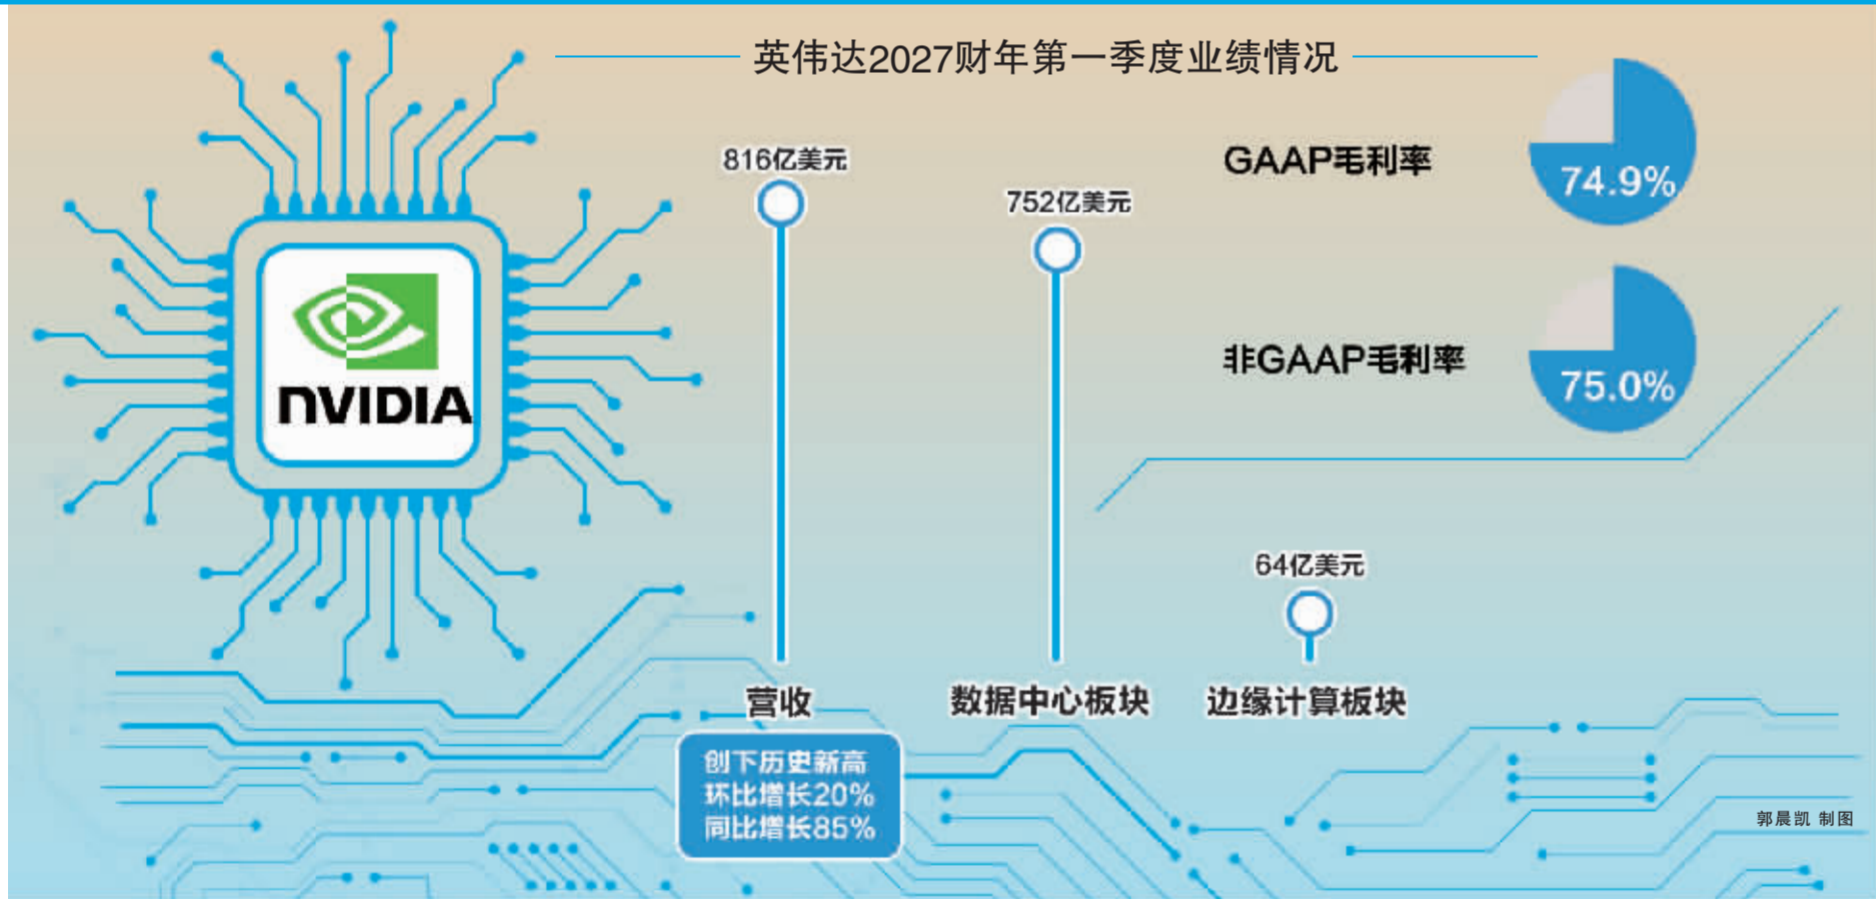 英伟达2027财年第一季度业绩情况
816亿美元
752亿美元
64亿美元
GAAP毛利率
74.9%
非GAAP毛利率
75.0%
nVIDIA
营收
数据中心板块
边缘计算板块
创下历史新高
环比增长20%
同比增长85%
郭晨凯 制图